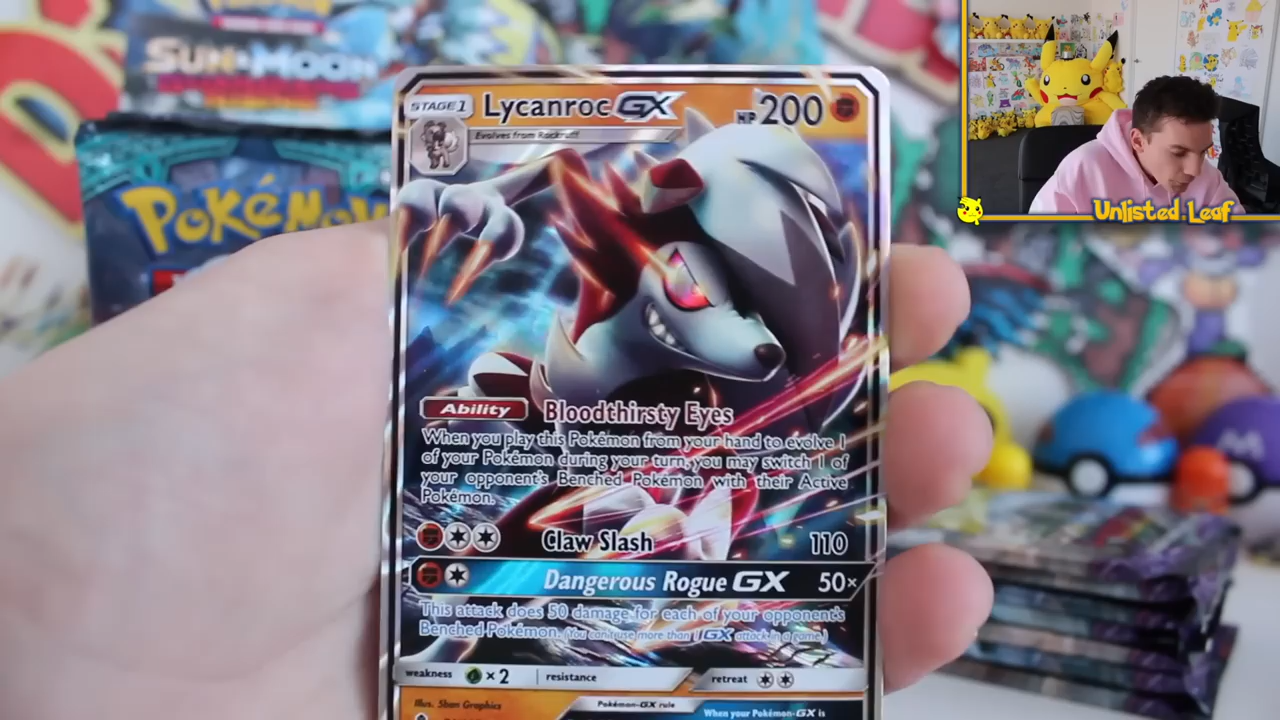 SUN & MOON
POKéMON
Unlisted Leaf
STAGE 1
Lycanroc GX
HP 200
Evolves from Rockruff
Ability Bloodthirsty Eyes
When you play this Pokémon from your hand to evolve 1
of your Pokémon during your turn, you may switch 1 of
your opponent's Benched Pokémon with their Active
Pokémon.
Claw Slash 110
Dangerous Rogue GX 50×
This attack does 50 damage for each of your opponent's
Benched Pokémon. (You can't use more than 1 GX attack in a game.)
weakness ×2 resistance retreat
Illus. 5ban Graphics
Pokémon-GX rule
When your Pokémon-GX is